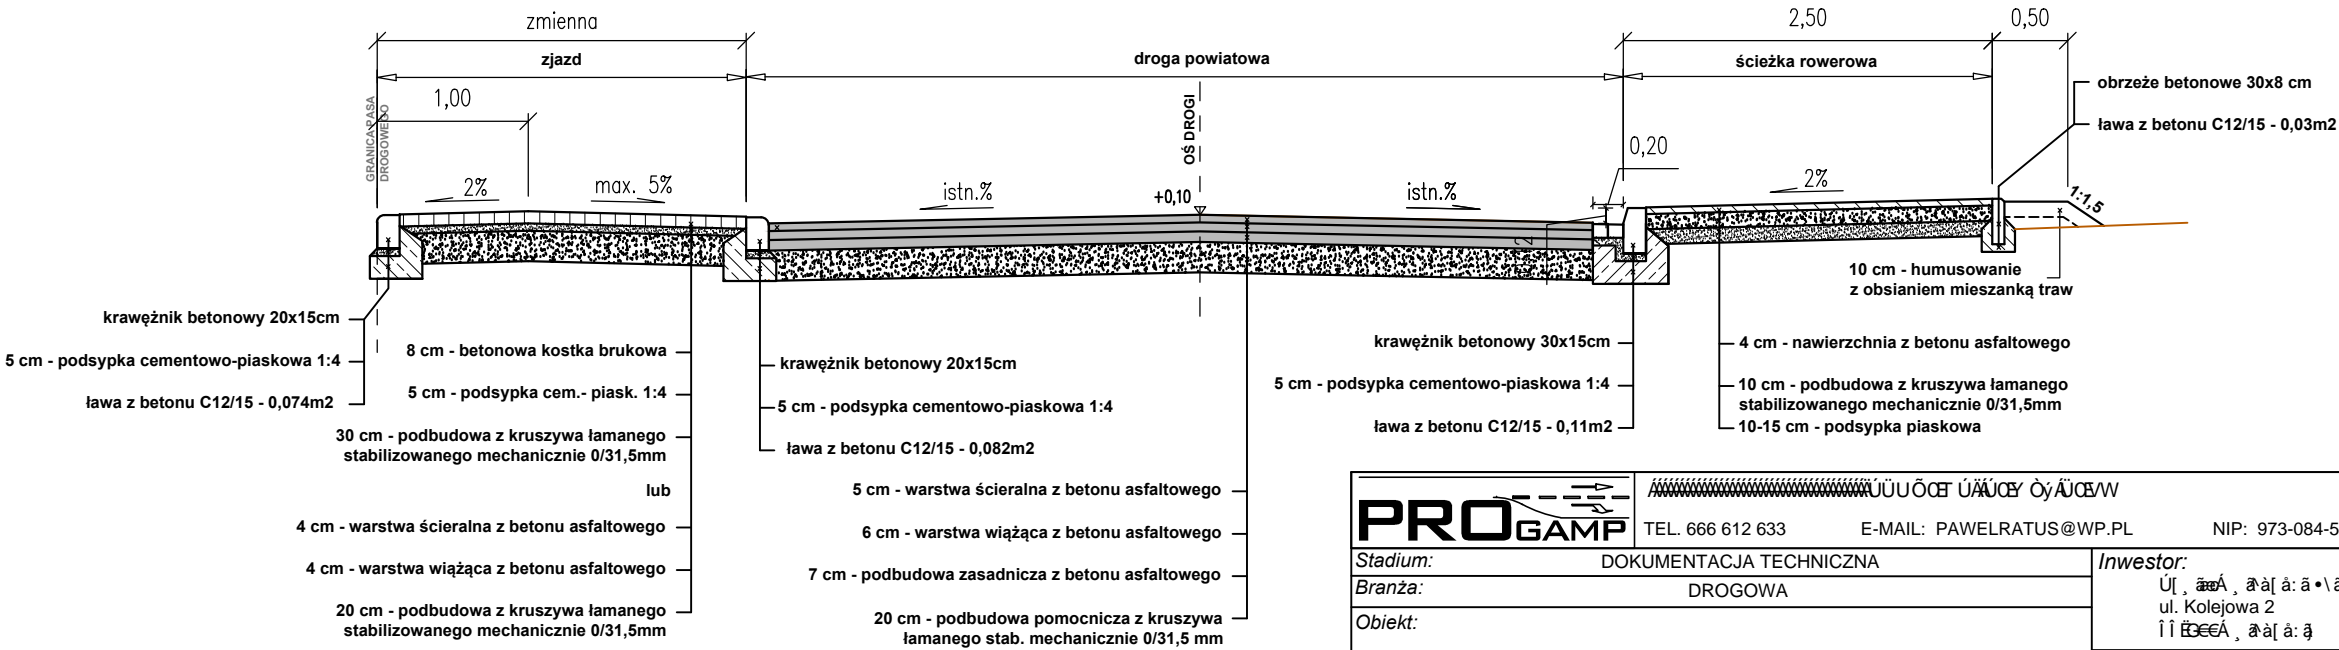 zmienna
zjazd
droga powiatowa
2,50
0,50
ścieżka rowerowa
1,00
GRANICA PASA
DROGOWEGO
OŚ DROGI
obrzeże betonowe 30x8 cm
ława z betonu C12/15 - 0,03m2
0,20
2%
max. 5%
istn.%
+0,10
istn.%
2%
1:1,5
10 cm - humusowanie
z obsianiem mieszanką traw
krawężnik betonowy 20x15cm
5 cm - podsypka cementowo-piaskowa 1:4
ława z betonu C12/15 - 0,074m2
8 cm - betonowa kostka brukowa
5 cm - podsypka cem.- piask. 1:4
30 cm - podbudowa z kruszywa łamanego
stabilizowanego mechanicznie 0/31,5mm
lub
4 cm - warstwa ścieralna z betonu asfaltowego
4 cm - warstwa wiążąca z betonu asfaltowego
20 cm - podbudowa z kruszywa łamanego
stabilizowanego mechanicznie 0/31,5mm
krawężnik betonowy 20x15cm
5 cm - podsypka cementowo-piaskowa 1:4
ława z betonu C12/15 - 0,082m2
5 cm - warstwa ścieralna z betonu asfaltowego
6 cm - warstwa wiążąca z betonu asfaltowego
7 cm - podbudowa zasadnicza z betonu asfaltowego
20 cm - podbudowa pomocnicza z kruszywa
łamanego stab. mechanicznie 0/31,5 mm
krawężnik betonowy 30x15cm
5 cm - podsypka cementowo-piaskowa 1:4
ława z betonu C12/15 - 0,11m2
4 cm - nawierzchnia z betonu asfaltowego
10 cm - podbudowa z kruszywa łamanego
stabilizowanego mechanicznie 0/31,5mm
10-15 cm - podsypka piaskowa
PROGAMP
TEL. 666 612 633 E-MAIL: PAWELRATUS@WP.PL NIP: 973-084-5
Stadium: DOKUMENTACJA TECHNICZNA
Branża: DROGOWA
Obiekt:
Inwestor:
ul. Kolejowa 2